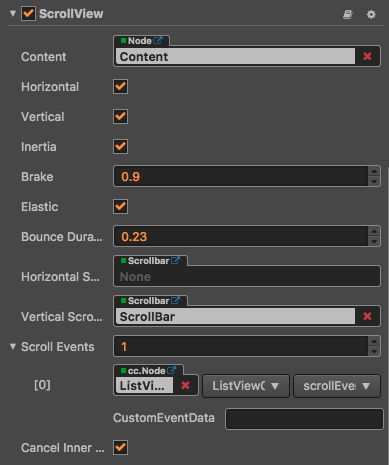 ScrollView
Node
Content Content
Horizontal
Vertical
Inertia
Brake 0.9
Elastic
Bounce Dura... 0.23
Scrollbar
Horizontal S... None
Scrollbar
Vertical Scro... ScrollBar
Scroll Events 1
cc.Node
[0] ListVi... ListViewC scrollEve
CustomEventData
Cancel Inner ...